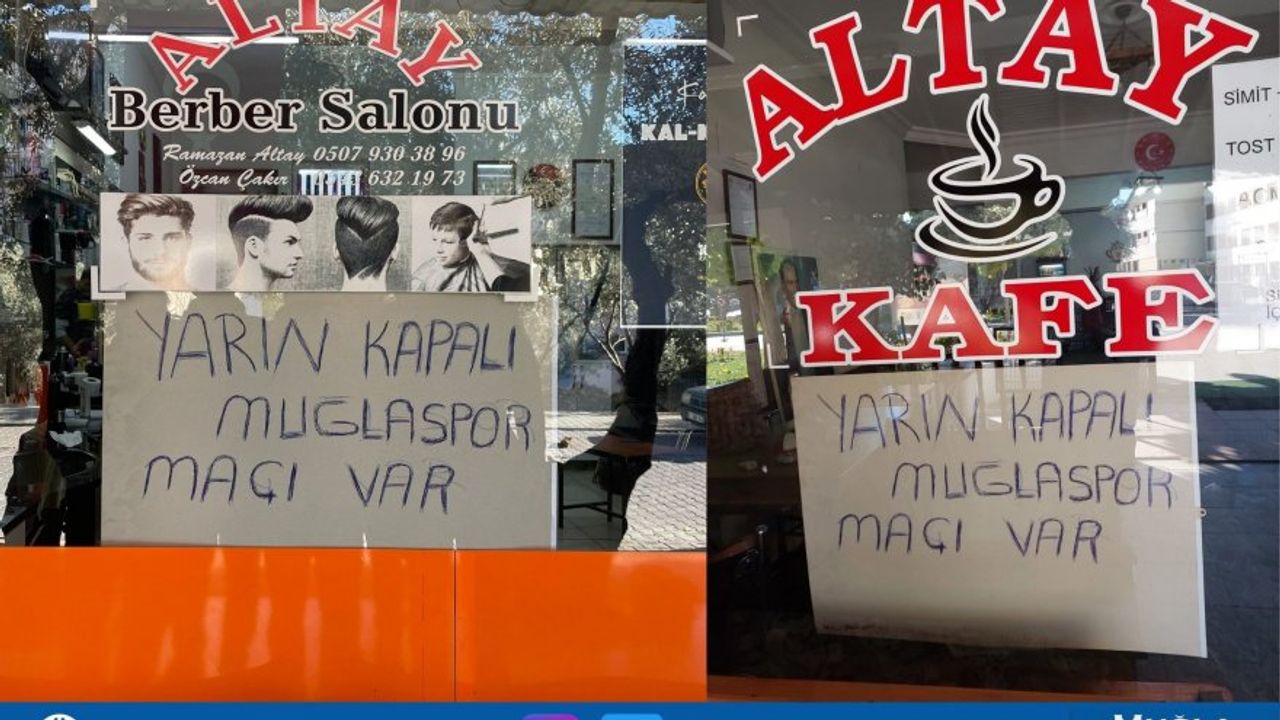 ALTAY
Berber Salonu
Ramazan Altay 0507 930 38 96
Özcan Çakır 632 19 73
YARIN KAPALI
MUGLASPOR
MAÇI VAR
ALTAY
KAFE
SİMİT -
TOST
YARIN KAPALI
MUGLASPOR
MAÇI VAR